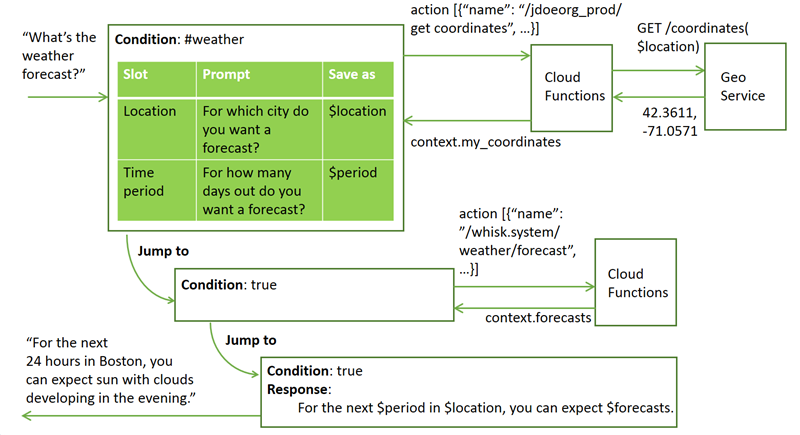 “What’s the
weather
forecast?”
Condition: #weather
Slot Prompt Save as
Location For which city do
you want a
forecast?
$location
Time
period
For how many
days out do you
want a forecast?
$period
action [{“name”: “/jdoeorg_prod/
get coordinates”, …}]
context.my_coordinates
Cloud
Functions
GET /coordinates(
$location)
42.3611,
-71.0571
Geo
Service
Jump to
Condition: true
action [{“name”:
”/whisk.system/
weather/forecast”,
…}]
context.forecasts
Cloud
Functions
Jump to
Condition: true
Response:
For the next $period in $location, you can expect $forecasts.
“For the next
24 hours in Boston, you
can expect sun with clouds
developing in the evening.”